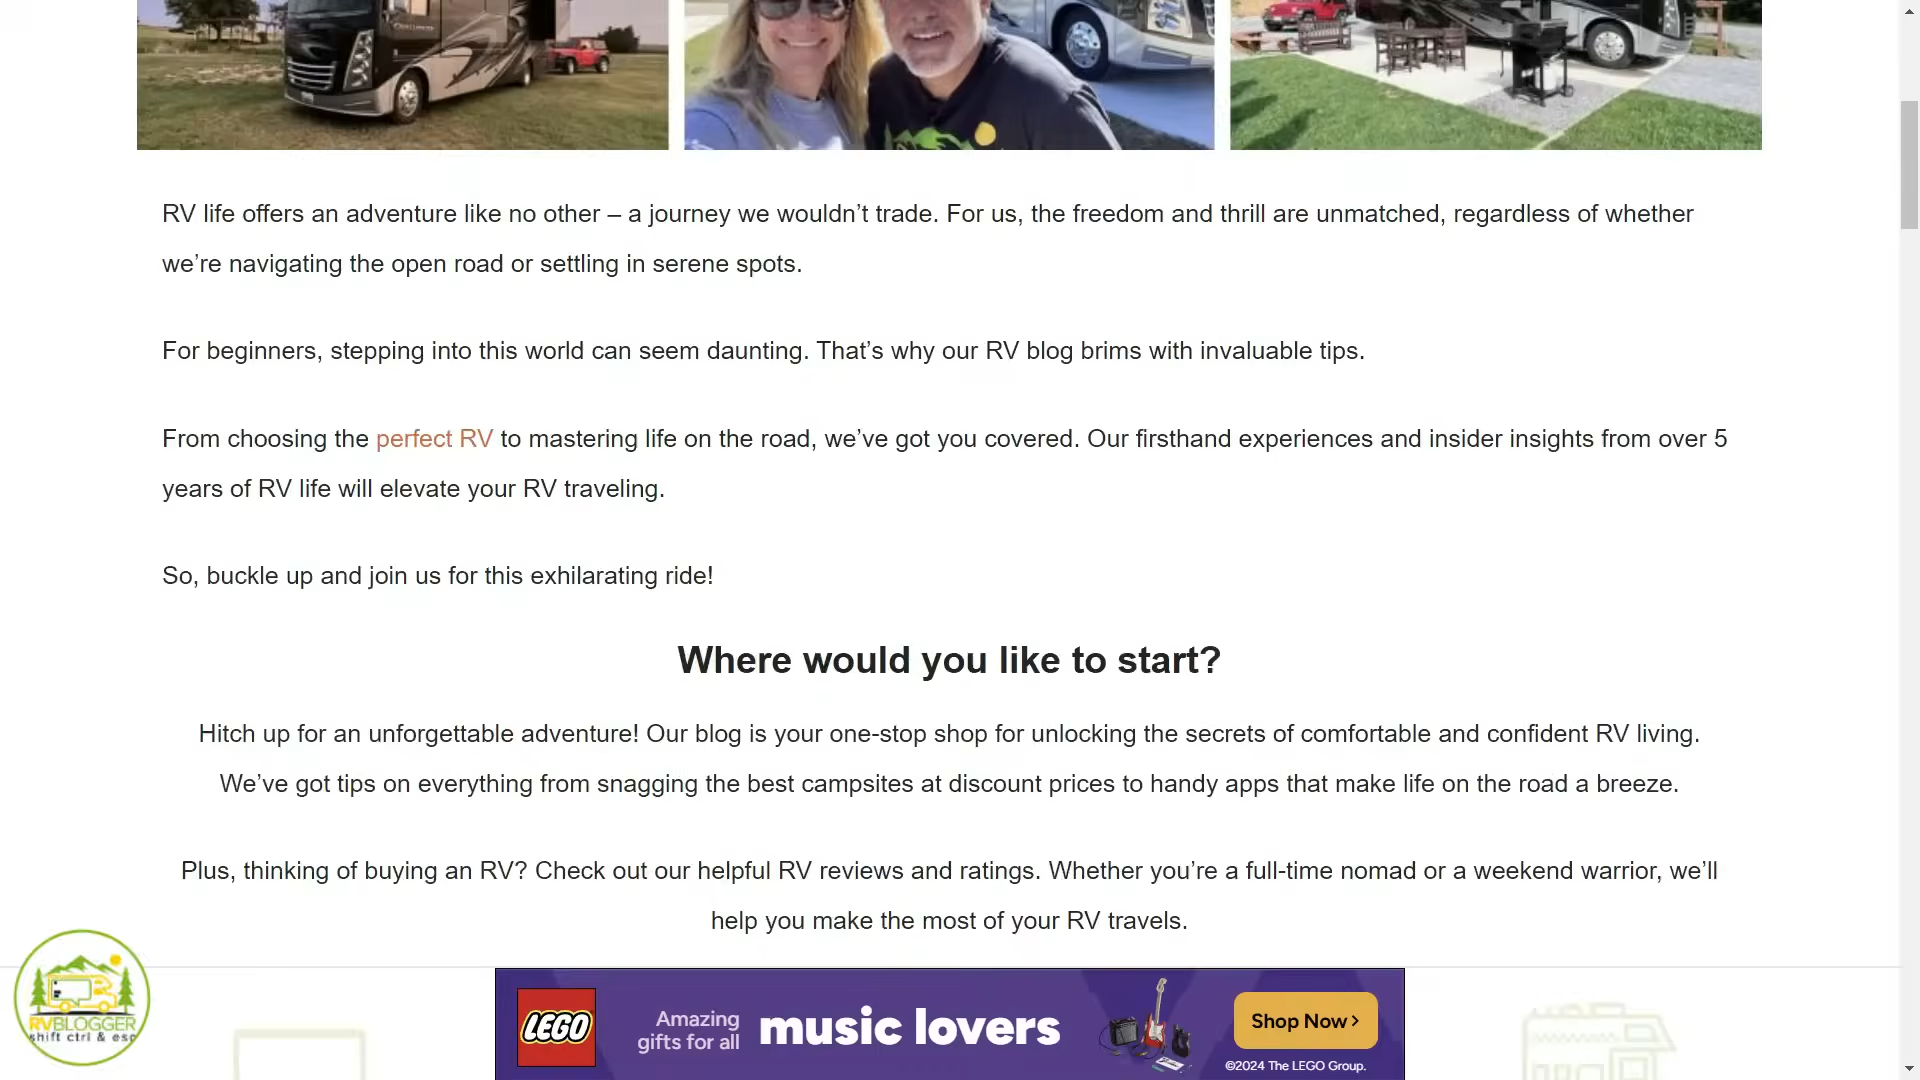 RV life offers an adventure like no other – a journey we wouldn’t trade. For us, the freedom and thrill are unmatched, regardless of whether
we’re navigating the open road or settling in serene spots.
For beginners, stepping into this world can seem daunting. That’s why our RV blog brims with invaluable tips.
From choosing the perfect RV to mastering life on the road, we’ve got you covered. Our firsthand experiences and insider insights from over 5
years of RV life will elevate your RV traveling.
So, buckle up and join us for this exhilarating ride!
Where would you like to start?
Hitch up for an unforgettable adventure! Our blog is your one-stop shop for unlocking the secrets of comfortable and confident RV living.
We’ve got tips on everything from snagging the best campsites at discount prices to handy apps that make life on the road a breeze.
Plus, thinking of buying an RV? Check out our helpful RV reviews and ratings. Whether you’re a full-time nomad or a weekend warrior, we’ll
help you make the most of your RV travels.
RVBLOGGER
shift ctrl & esc
LEGO
Amazing
gifts for all
music lovers
Shop Now >
©2024 The LEGO Group.